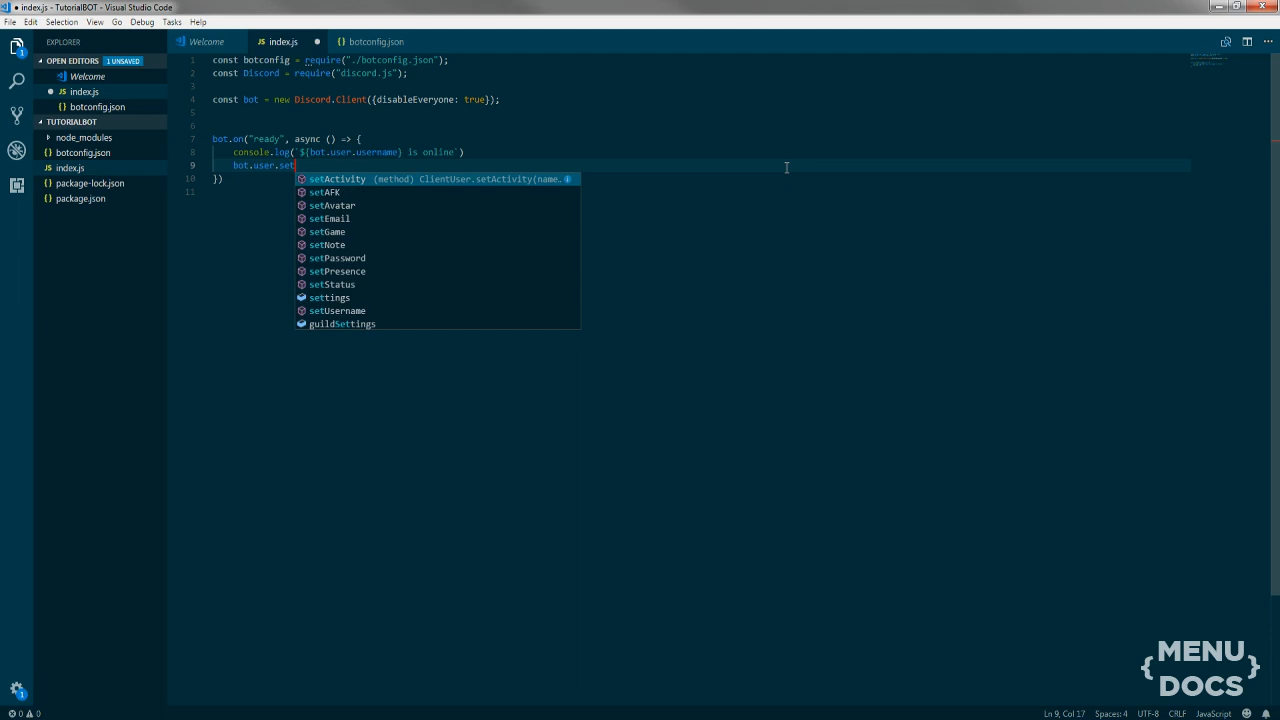 index.js - TutorialBOT - Visual Studio Code
File Edit Selection View Go Debug Tasks Help
EXPLORER
Welcome
index.js
botconfig.json
OPEN EDITORS 1 UNSAVED
Welcome
index.js
botconfig.json
TUTORIALBOT
node_modules
botconfig.json
index.js
package-lock.json
package.json
1
1
1 const botconfig = require("./botconfig.json");
2 const Discord = require("discord.js");
3
4 const bot = new Discord.Client({disableEveryone: true});
5
6
7 bot.on("ready", async () => {
8 console.log(`${bot.user.username} is online`)
9 bot.user.set
10 })
11
setActivity (method) ClientUser.setActivity(name…
setAFK
setAvatar
setEmail
setGame
setNote
setPassword
setPresence
setStatus
settings
setUsername
guildSettings
{MENU
DOCS}
0 0
Ln 9, Col 17 Spaces: 4 UTF-8 CRLF JavaScript